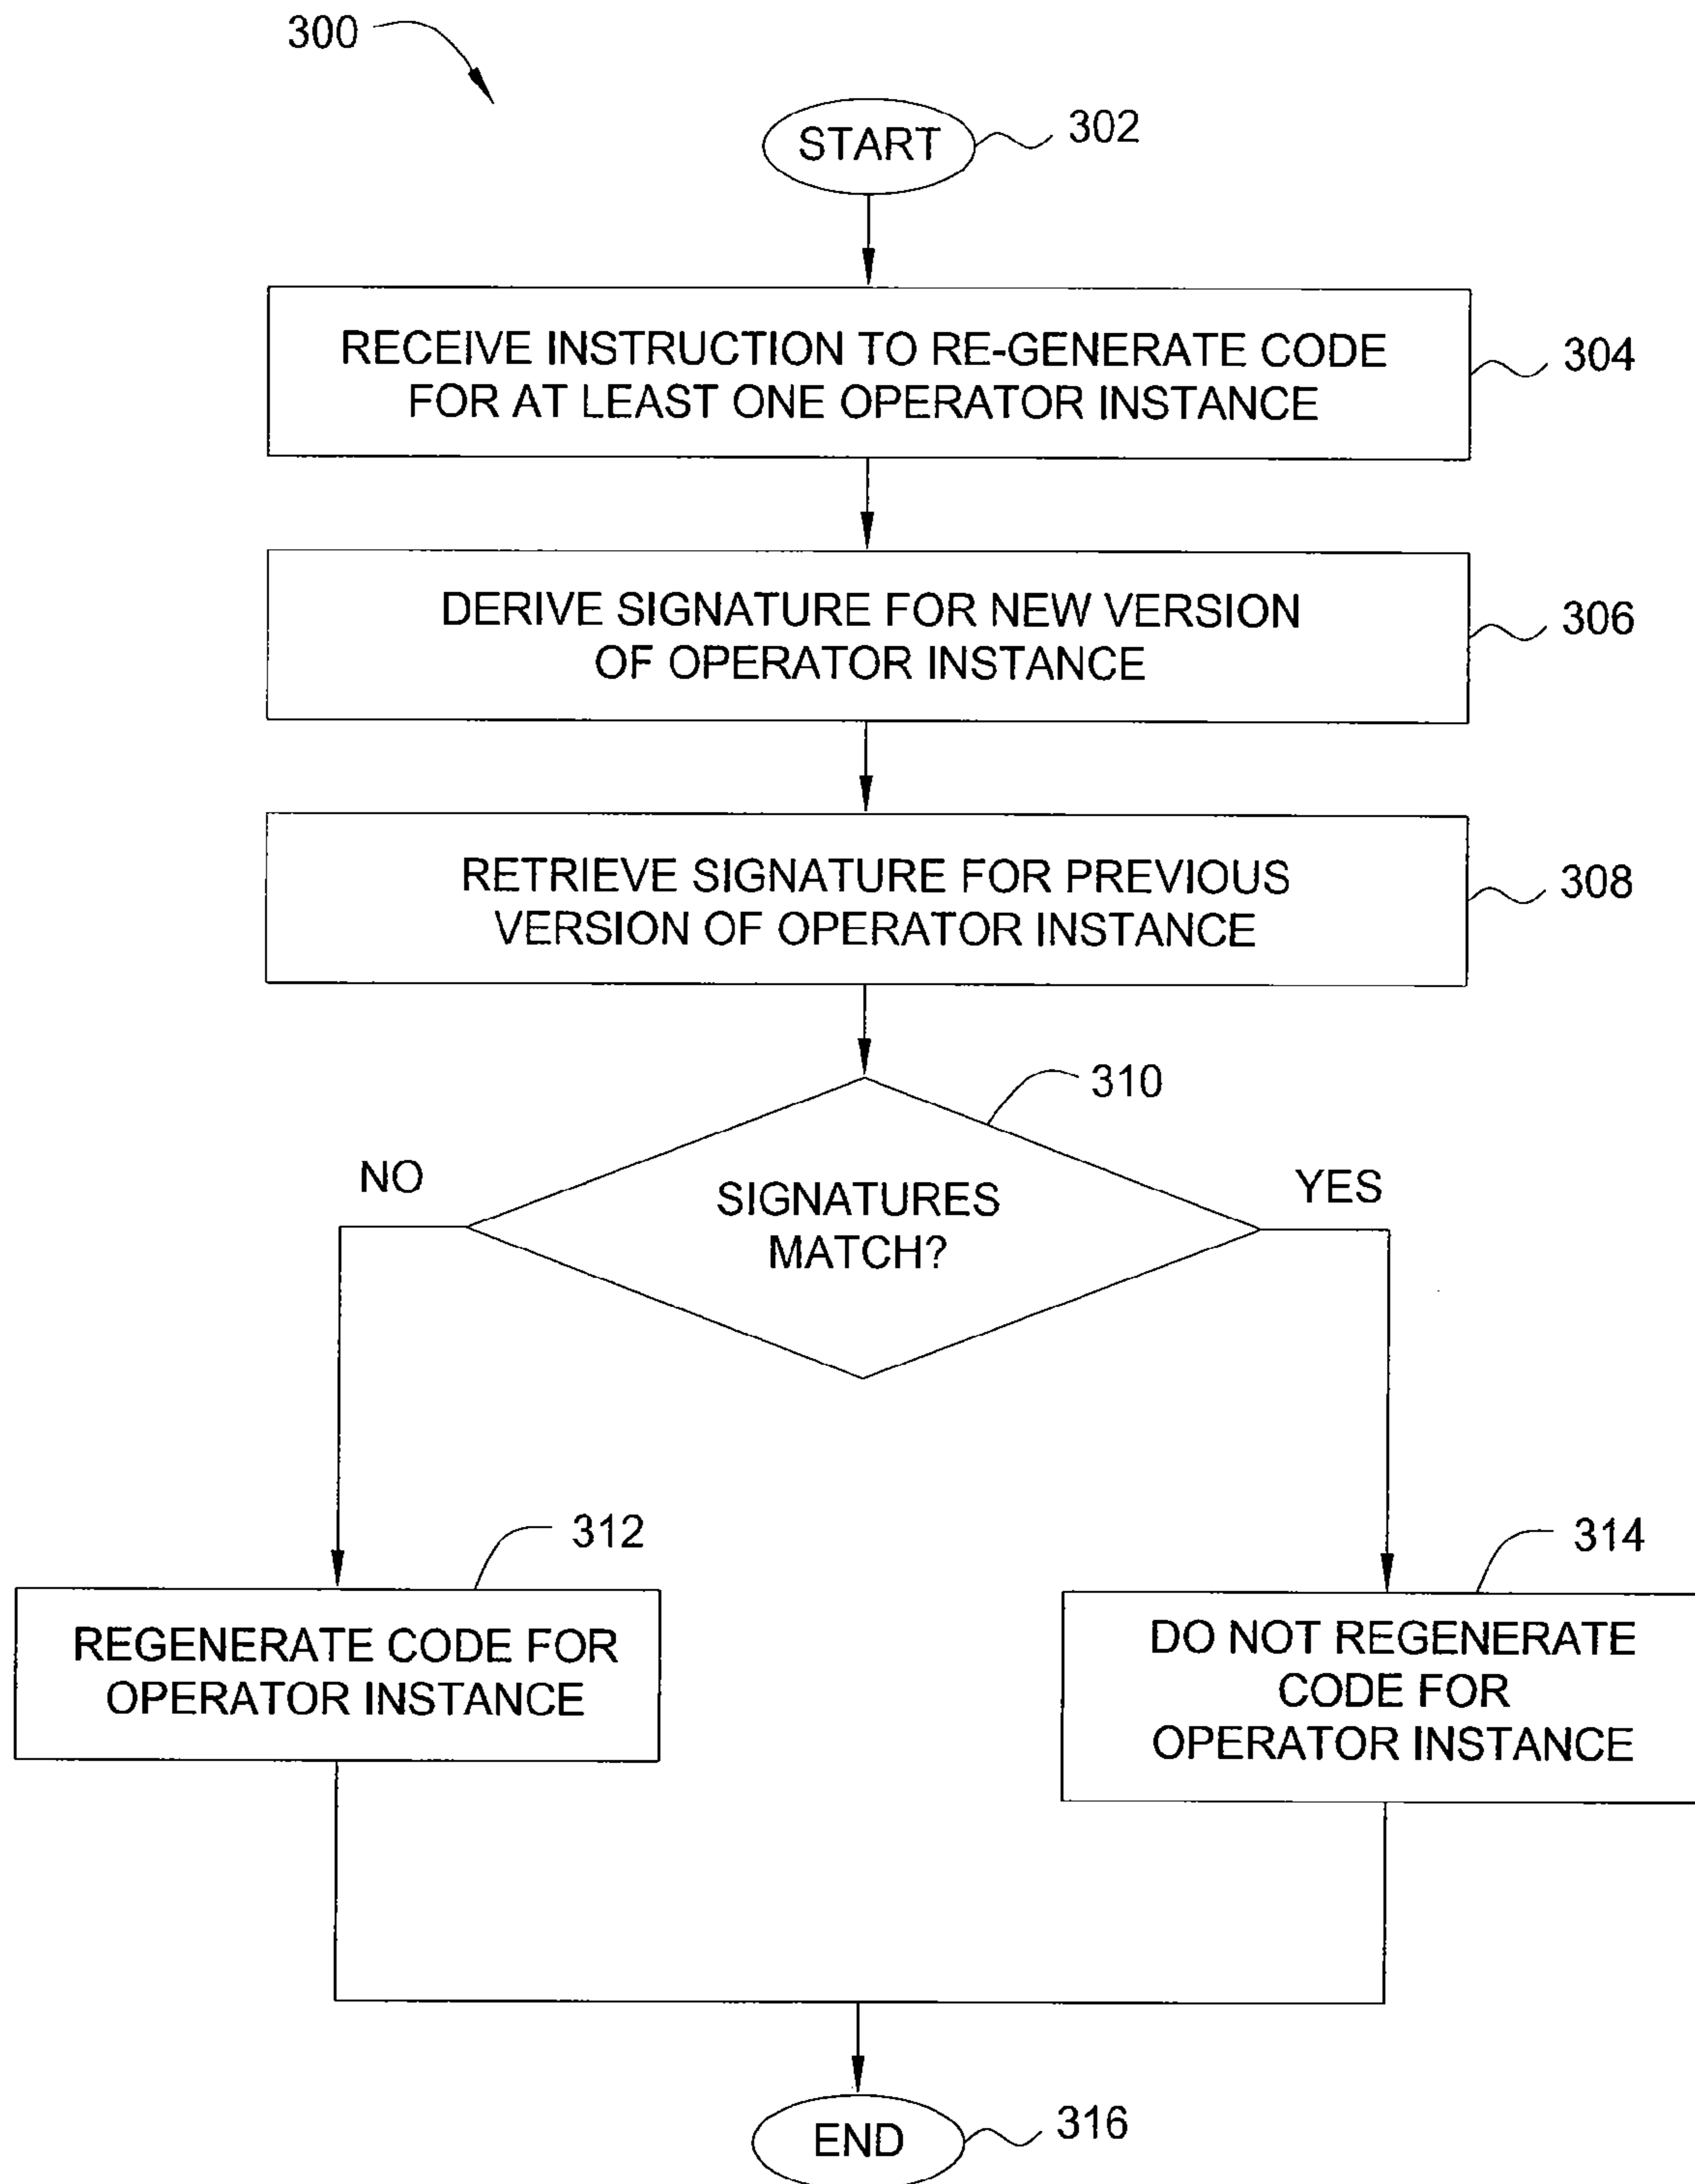 300
START
302
RECEIVE INSTRUCTION TO RE-GENERATE CODE
FOR AT LEAST ONE OPERATOR INSTANCE
304
DERIVE SIGNATURE FOR NEW VERSION
OF OPERATOR INSTANCE
306
RETRIEVE SIGNATURE FOR PREVIOUS
VERSION OF OPERATOR INSTANCE
308
310
NO
SIGNATURES
MATCH?
YES
312
REGENERATE CODE FOR
OPERATOR INSTANCE
314
DO NOT REGENERATE
CODE FOR
OPERATOR INSTANCE
END
316